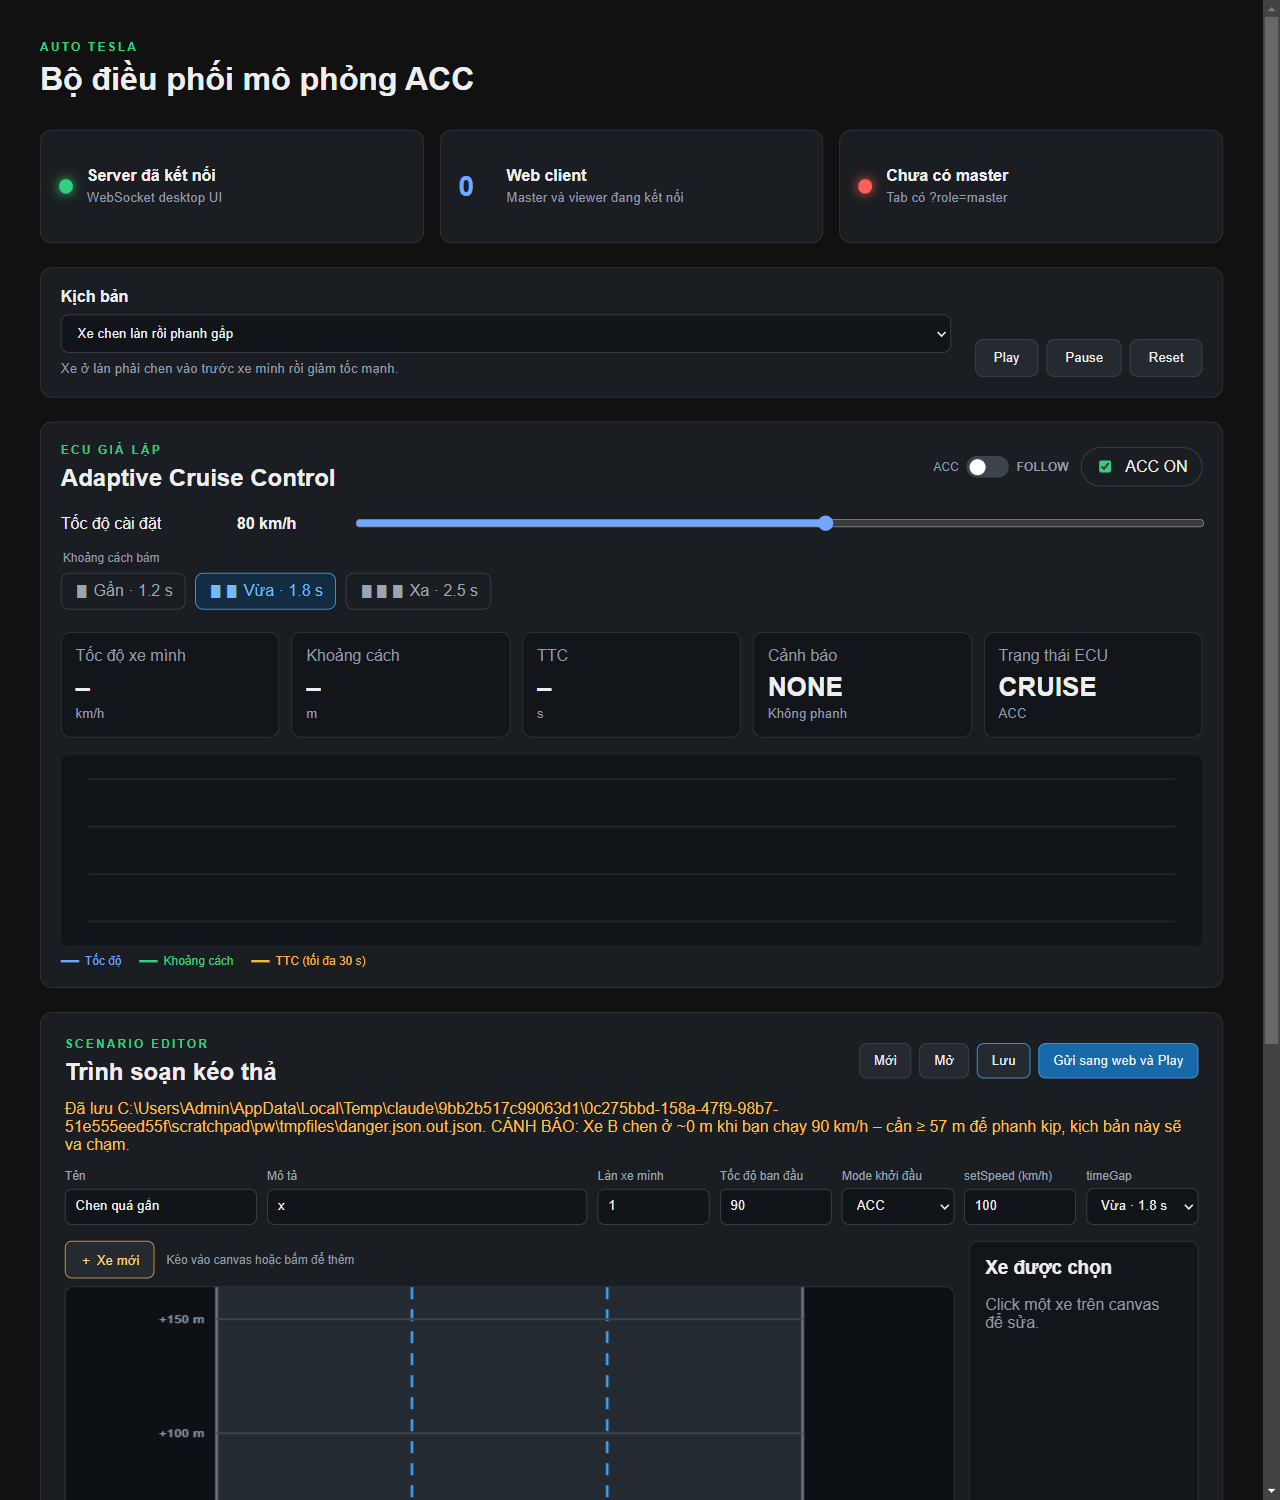 AUTO TESLA
Bộ điều phối mô phỏng ACC
Server đã kết nối
WebSocket desktop UI
0
Web client
Master và viewer đang kết nối
Chưa có master
Tab có ?role=master
Kịch bản
Xe chen làn rồi phanh gấp
Xe ở làn phải chen vào trước xe mình rồi giảm tốc mạnh.
Play
Pause
Reset
ECU GIẢ LẬP
Adaptive Cruise Control
ACC
FOLLOW
ACC ON
Tốc độ cài đặt
80 km/h
Khoảng cách bám
Gần · 1.2 s
Vừa · 1.8 s
Xa · 2.5 s
Tốc độ xe mình
–
km/h
Khoảng cách
–
m
TTC
–
s
Cảnh báo
NONE
Không phanh
Trạng thái ECU
CRUISE
ACC
Tốc độ
Khoảng cách
TTC (tối đa 30 s)
SCENARIO EDITOR
Trình soạn kéo thả
Mới
Mở
Lưu
Gửi sang web và Play
Đã lưu C:\Users\Admin\AppData\Local\Temp\claude\9bb2b517c99063d1\0c275bbd-158a-47f9-98b7-
51e555eed55f\scratchpad\pw\tmpfiles\danger.json.out.json. CẢNH BÁO: Xe B chen ở ~0 m khi bạn chạy 90 km/h – cần ≥ 57 m để phanh kịp, kịch bản này sẽ
va chạm.
Tên
Mô tả
Làn xe mình
Tốc độ ban đầu
Mode khởi đầu
setSpeed (km/h)
timeGap
Chen quá gần
x
1
90
ACC
100
Vừa · 1.8 s
+ Xe mới
Kéo vào canvas hoặc bấm để thêm
Xe được chọn
Click một xe trên canvas
để sửa.
+150 m
+100 m